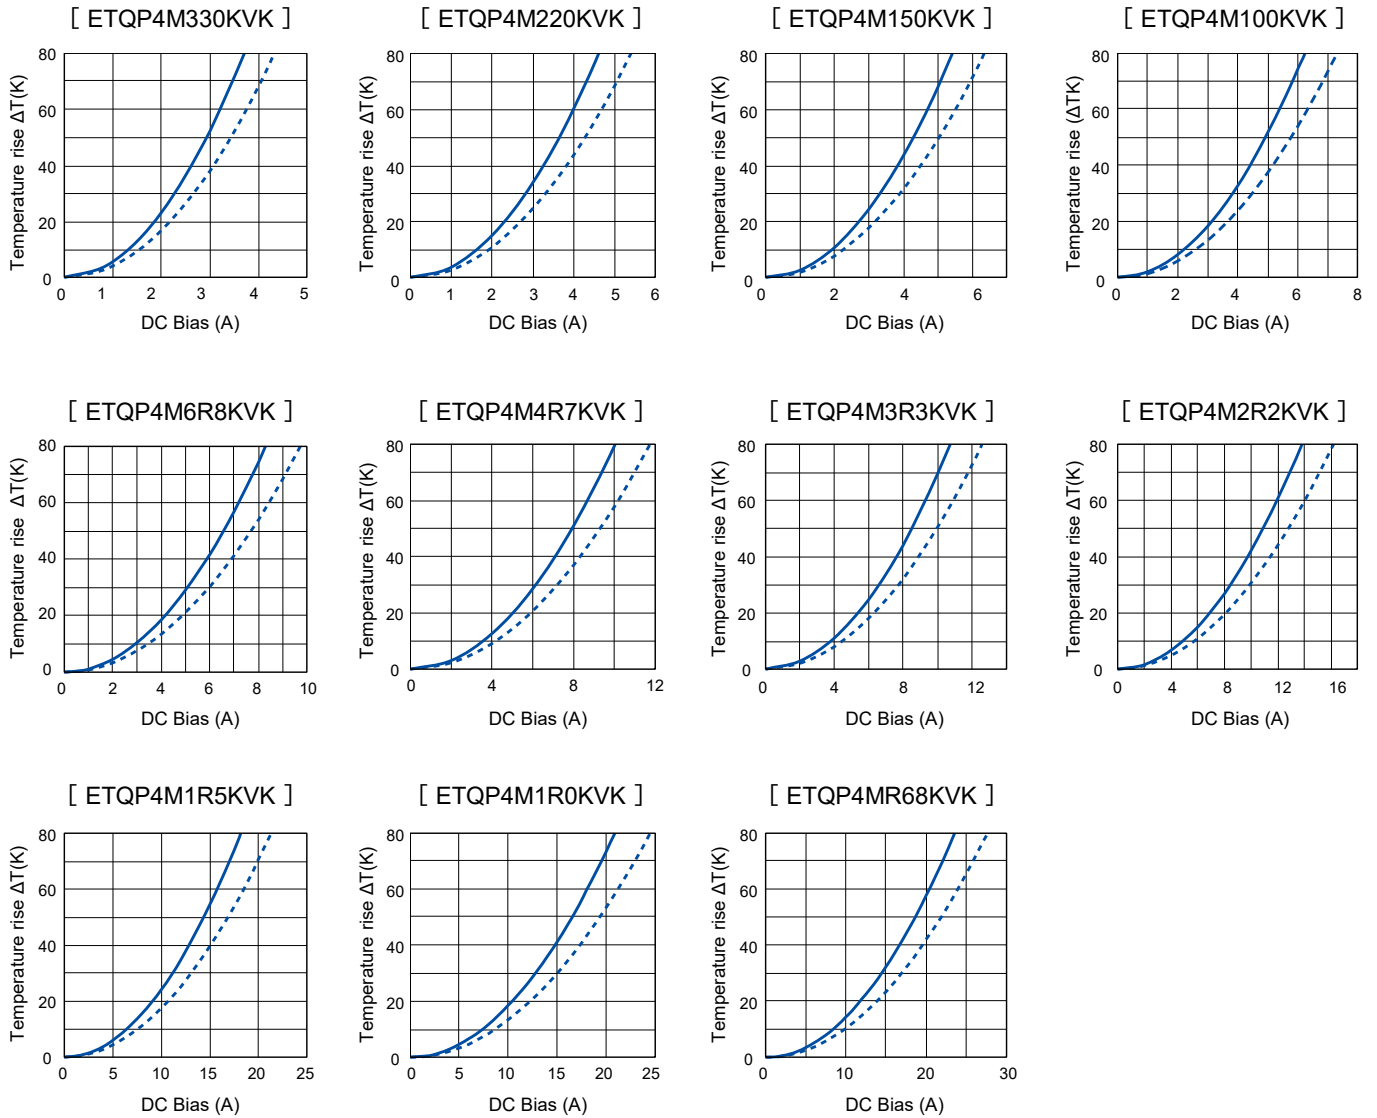 [ ETQP4M330KVK ]
Temperature rise ΔT(K)
80
60
40
20
0
0 1 2 3 4 5
DC Bias (A)
[ ETQP4M220KVK ]
Temperature rise ΔT(K)
80
60
40
20
0
0 1 2 3 4 5 6
DC Bias (A)
[ ETQP4M150KVK ]
Temperature rise ΔT(K)
80
60
40
20
0
0 2 4 6
DC Bias (A)
[ ETQP4M100KVK ]
Temperature rise (ΔTK)
80
60
40
20
0
0 2 4 6 8
DC Bias (A)
[ ETQP4M6R8KVK ]
Temperature rise ΔT(K)
80
60
40
20
0
0 2 4 6 8 10
DC Bias (A)
[ ETQP4M4R7KVK ]
Temperature rise ΔT(K)
80
60
40
20
0
0 4 8 12
DC Bias (A)
[ ETQP4M3R3KVK ]
Temperature rise ΔT(K)
80
60
40
20
0
0 4 8 12
DC Bias (A)
[ ETQP4M2R2KVK ]
Temperature rise ΔT(K)
80
60
40
20
0
0 4 8 12 16
DC Bias (A)
[ ETQP4M1R5KVK ]
Temperature rise ΔT(K)
80
60
40
20
0
0 5 10 15 20 25
DC Bias (A)
[ ETQP4M1R0KVK ]
Temperature rise ΔT(K)
80
60
40
20
0
0 5 10 15 20 25
DC Bias (A)
[ ETQP4MR68KVK ]
Temperature rise ΔT(K)
80
60
40
20
0
0 10 20 30
DC Bias (A)